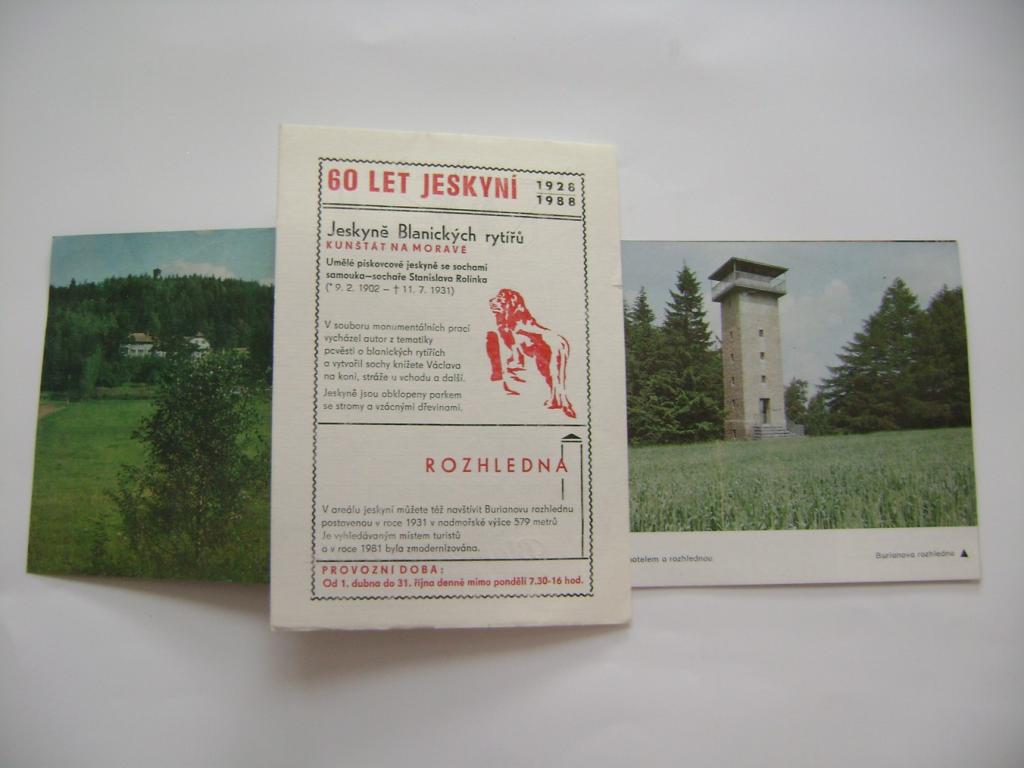 60 LET JESKYNÍ
1928
1988
Jeskyně Blanických rytířů
KUNŠTÁT NA MORAVĚ
Umělé pískovcové jeskyně se sochami
samouka—sochaře Stanislava Rolínka
(* 9. 2. 1902 – † 11. 7. 1931)
V souboru monumentálních prací
vycházel autor z tematiky
pověsti o blanických rytířích
a vytvořil sochy knížete Václava
na koni, stráže u vchodu a další.
Jeskyně jsou obklopeny parkem
se stromy a vzácnými dřevinami.
ROZHLEDNA
V areálu jeskyní můžete též navštívit Burianovu rozhlednu
postavenou v roce 1931 v nadmořské výšce 579 metrů
Je vyhledávaným místem turistů
a v roce 1981 byla zmodernizována.
PROVOZNÍ DOBA:
Od 1. dubna do 31. října denně mimo pondělí 7.30-16 hod.
otelem a rozhlednou
Burianova rozhledna ▲